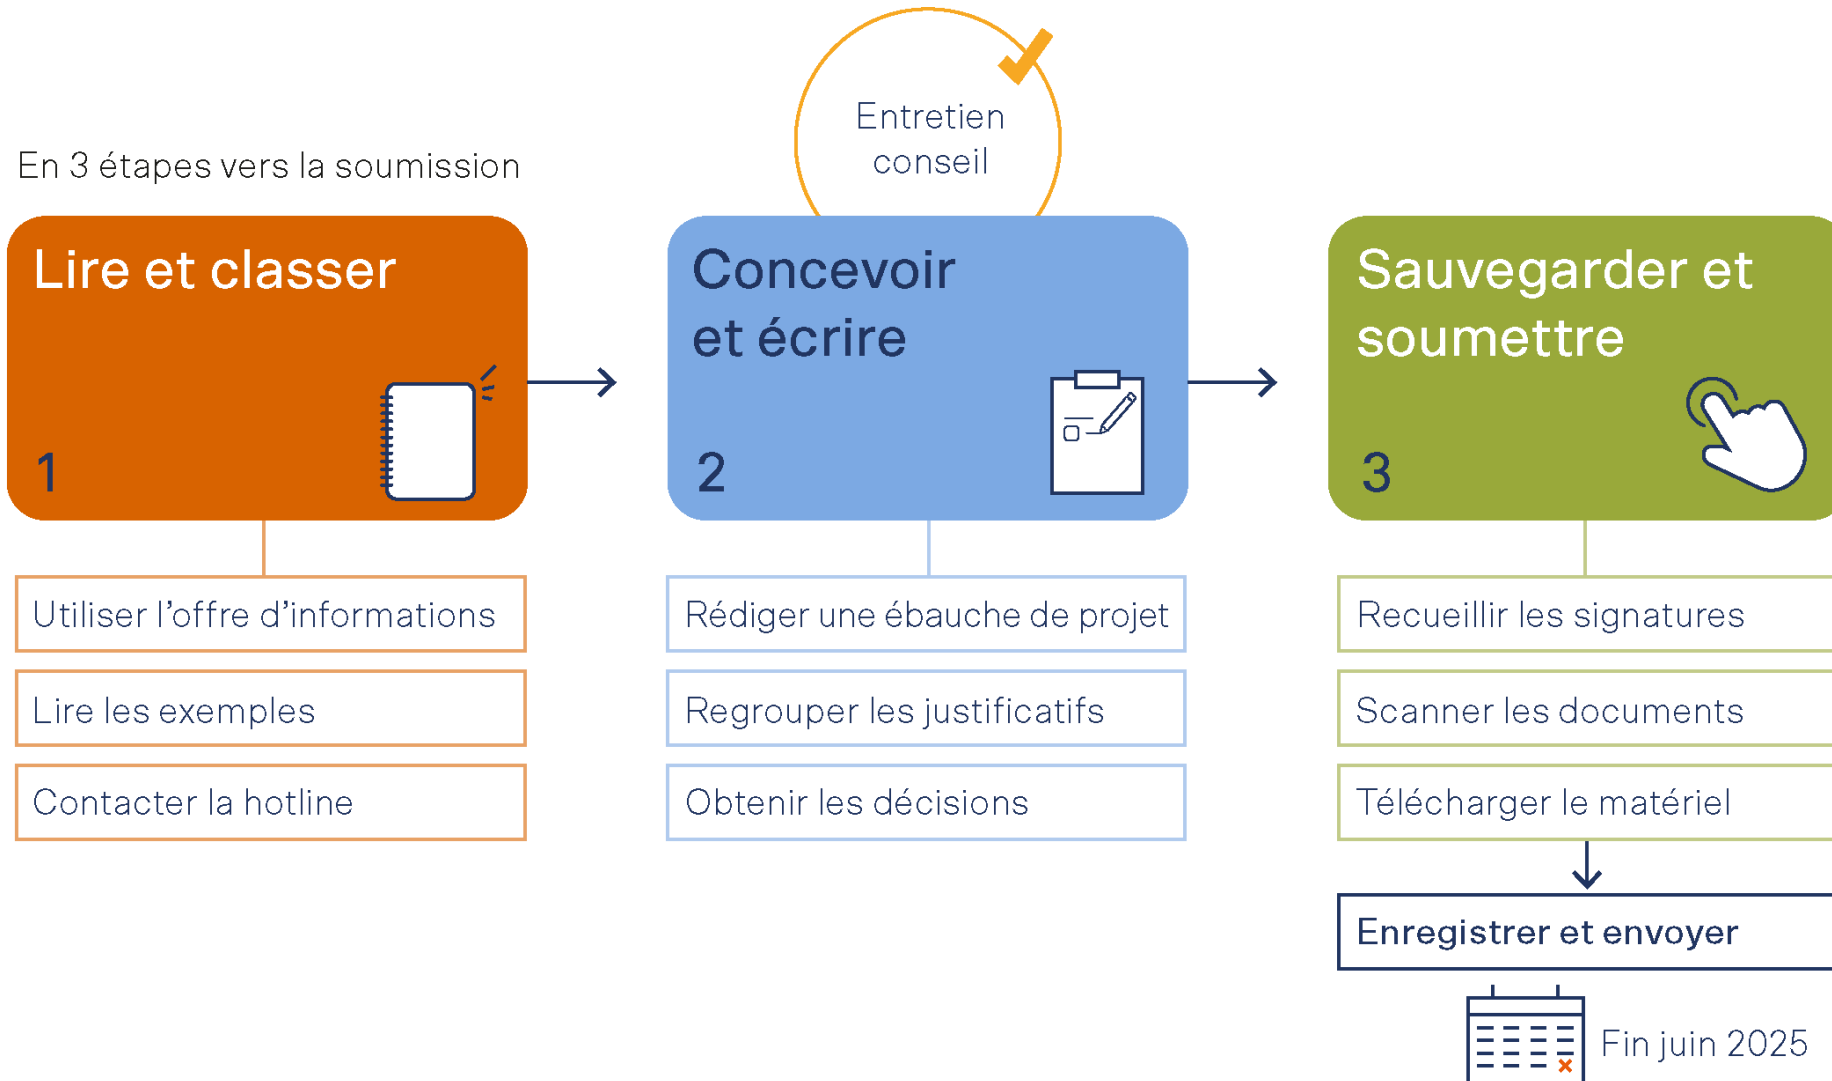 En 3 étapes vers la soumission
Entretien
conseil
Lire et classer
1
Concevoir
et écrire
2
Sauvegarder et
soumettre
3
Utiliser l’offre d’informations
Lire les exemples
Contacter la hotline
Rédiger une ébauche de projet
Regrouper les justificatifs
Obtenir les décisions
Recueillir les signatures
Scanner les documents
Télécharger le matériel
Enregistrer et envoyer
Fin juin 2025